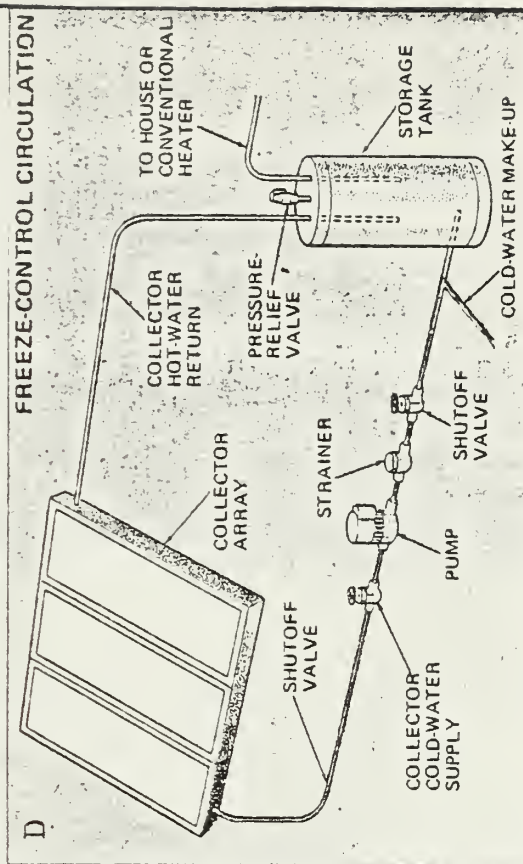 D
FREEZE-CONTROL CIRCULATION
TO HOUSE OR
CONVENTIONAL
HEATER
COLLECTOR
HOT-WATER
RETURN
PRESSURE-
RELIEF
VALVE
STORAGE
TANK
COLLECTOR
ARRAY
SHUTOFF
VALVE
STRAINER
SHUTOFF
VALVE
COLD-WATER MAKE-UP
PUMP
COLLECTOR
COLD-WATER
SUPPLY